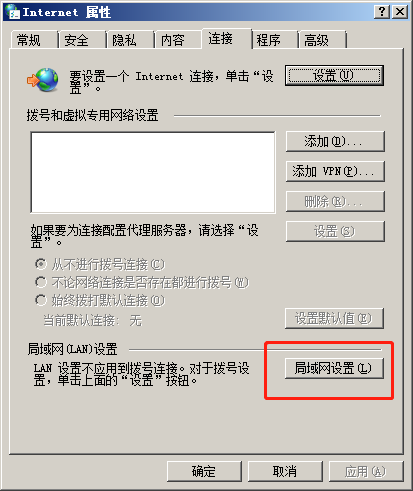 Internet 属性
常规 安全 隐私 内容 连接 程序 高级
要设置一个 Internet 连接，单击“设
置”。
设置(U)
拨号和虚拟专用网络设置
添加(D)...
添加 VPN(P)...
删除(R)...
如果要为连接配置代理服务器，请选择“设
置”。
设置(S)
从不进行拨号连接(C)
不论网络连接是否存在都进行拨号(W)
始终拨打默认连接(O)
当前默认连接： 无
设置默认值(E)
局域网(LAN)设置
LAN 设置不应用到拨号连接。对于拨号设
置，单击上面的“设置”按钮。
局域网设置(L)
确定 取消 应用(A)